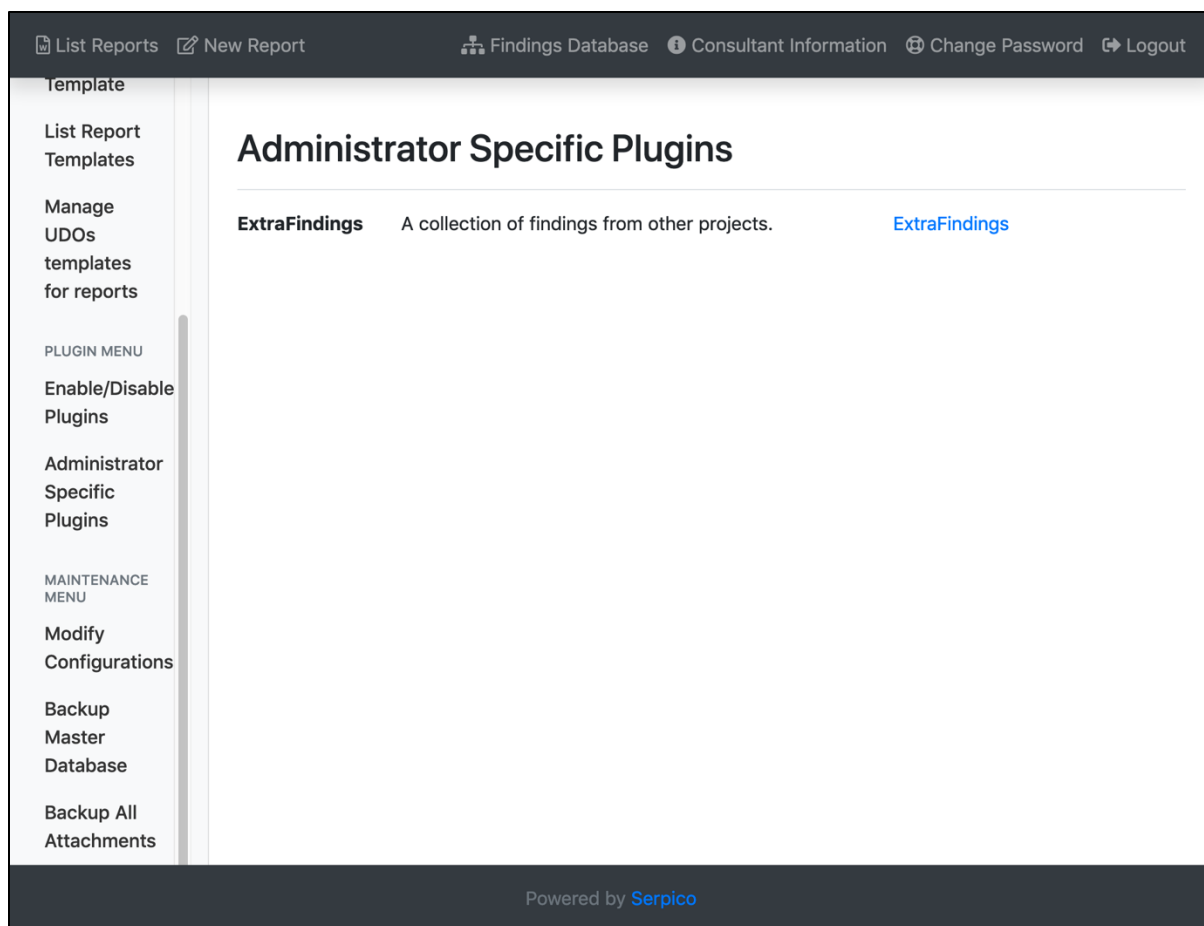 List Reports New Report Findings Database Consultant Information Change Password Logout
Template
List Report
Templates
Manage
UDOs
templates
for reports
PLUGIN MENU
Enable/Disable
Plugins
Administrator
Specific
Plugins
MAINTENANCE
MENU
Modify
Configurations
Backup
Master
Database
Backup All
Attachments
Administrator Specific Plugins
ExtraFindings A collection of findings from other projects. ExtraFindings
Powered by Serpico